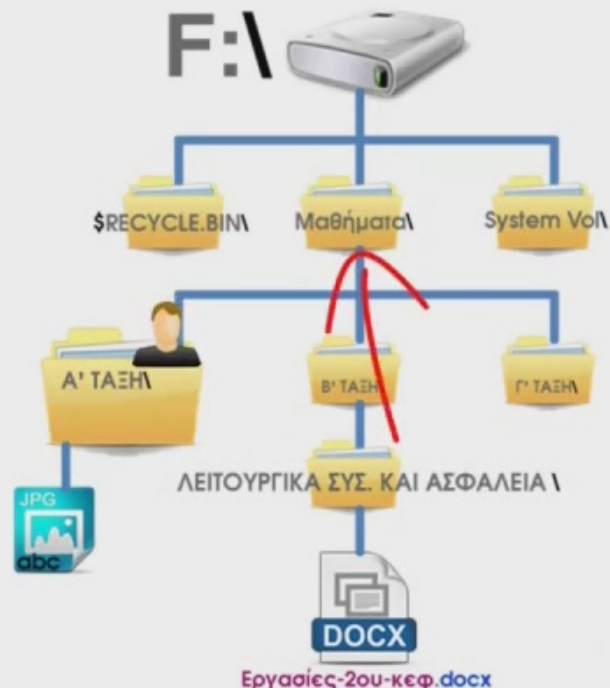 F:\
$RECYCLE.BIN\
Μαθήματα\
System Vol\
Α' ΤΑΞΗ\
Β' ΤΑΞΗ\
Γ' ΤΑΞΗ\
ΛΕΙΤΟΥΡΓΙΚΑ ΣΥΣ. ΚΑΙ ΑΣΦΑΛΕΙΑ \
JPG
abc
DOCX
Εργασίες-2ου-κεφ.docx